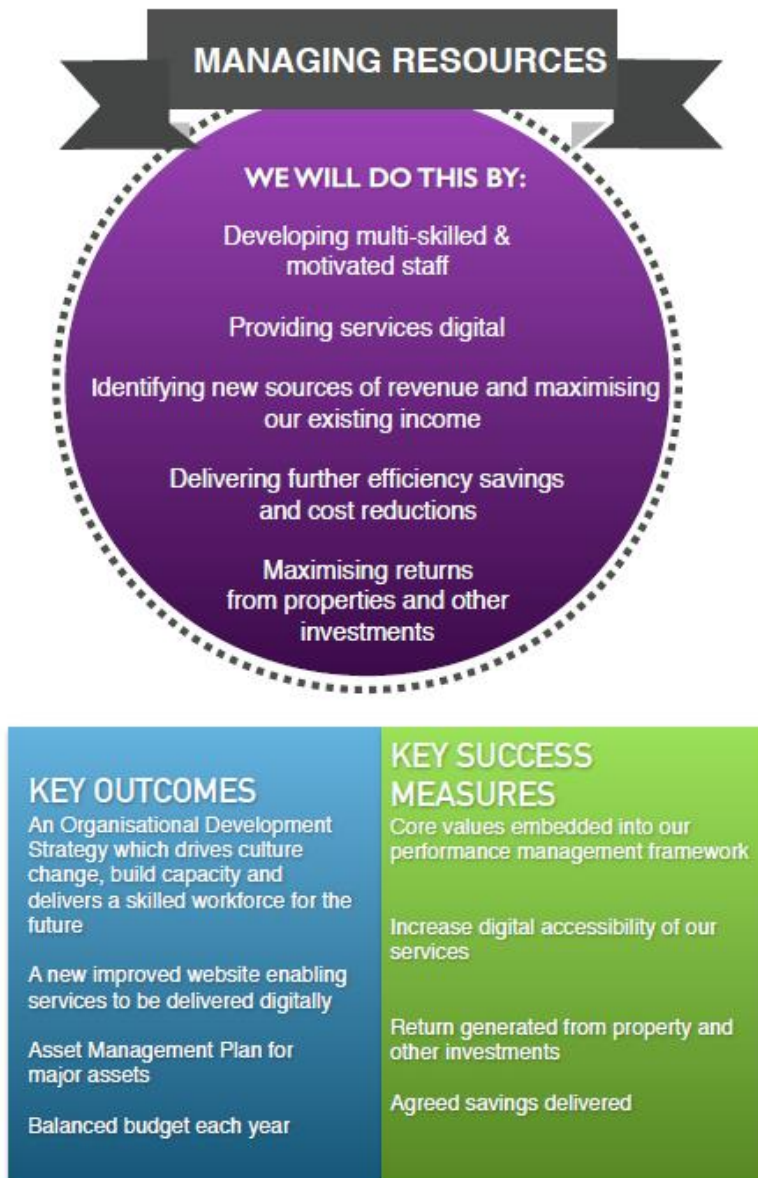 MANAGING RESOURCES
WE WILL DO THIS BY:
Developing multi-skilled &
motivated staff
Providing services digital
Identifying new sources of revenue and maximising
our existing income
Delivering further efficiency savings
and cost reductions
Maximising returns
from properties and other
investments
KEY OUTCOMES
An Organisational Development
Strategy which drives culture
change, build capacity and
delivers a skilled workforce for the
future
A new improved website enabling
services to be delivered digitally
Asset Management Plan for
major assets
Balanced budget each year
KEY SUCCESS
MEASURES
Core values embedded into our
performance management framework
Increase digital accessibility of our
services
Return generated from property and
other investments
Agreed savings delivered